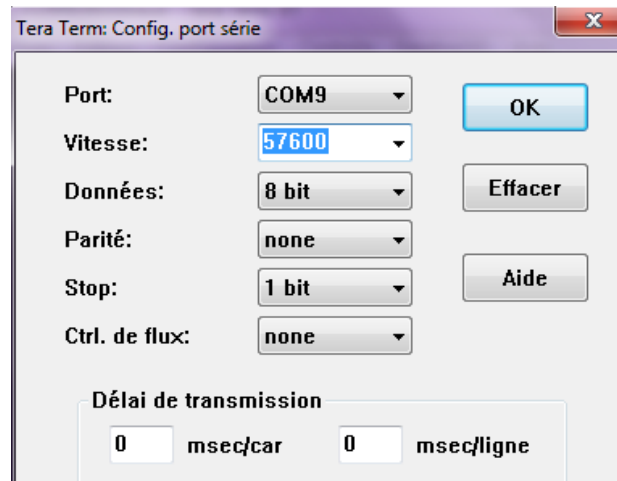 Tera Term: Config. port série
Port: COM9 OK
Vitesse: 57600
Données: 8 bit Effacer
Parité: none
Stop: 1 bit Aide
Ctrl. de flux: none
Délai de transmission
0 msec/car 0 msec/ligne